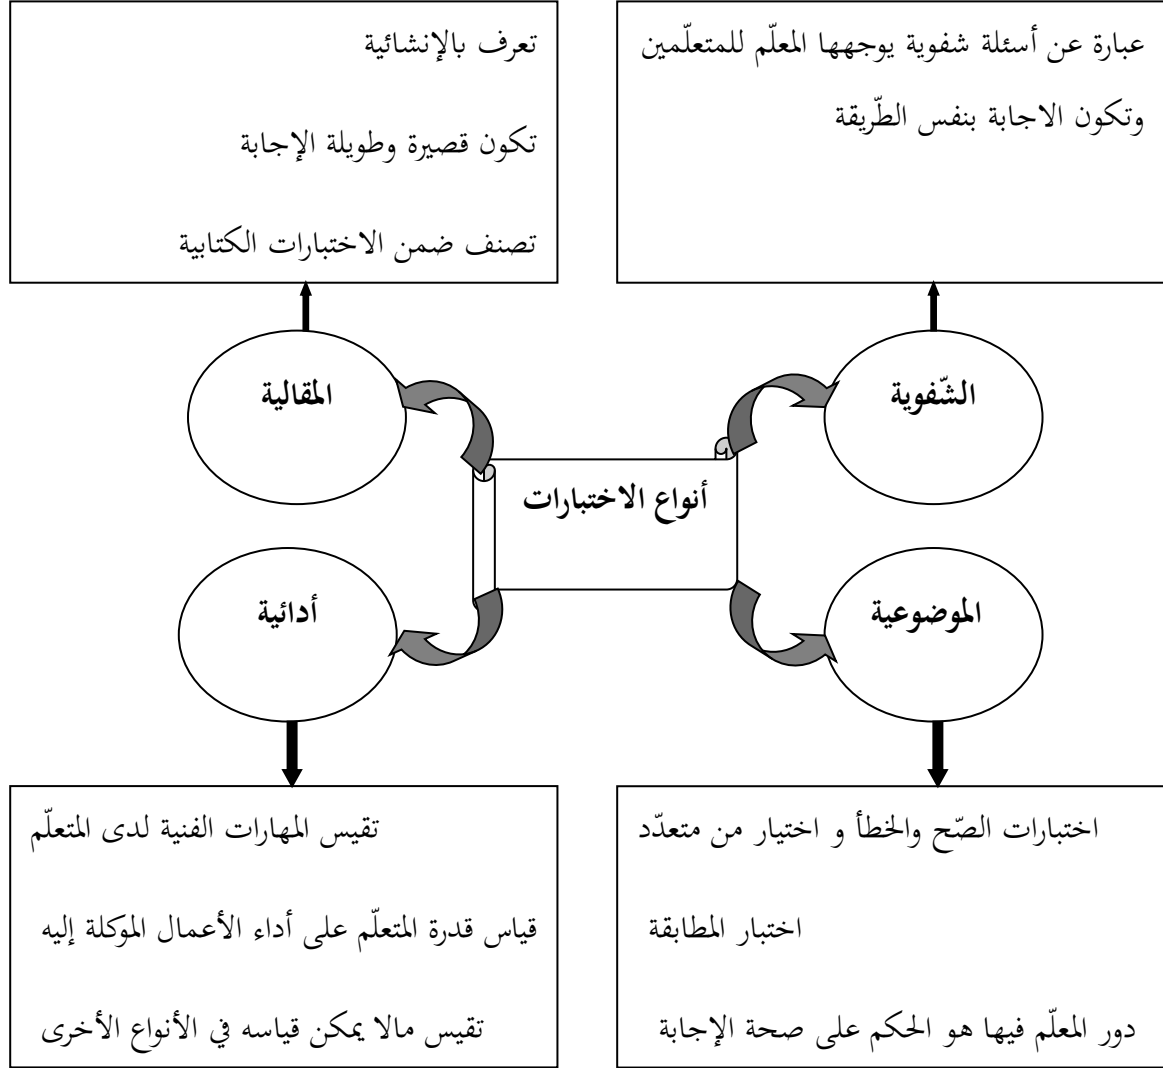 عبارة عن أسئلة شفوية يوجهها المعلّم للمتعلّمين
وتكون الاجابة بنفس الطّريقة
تعرف بالإنشائية
تكون قصيرة وطويلة الإجابة
تصنف ضمن الاختبارات الكتابية
الشّفوية
المقالية
أنواع الاختبارات
الموضوعية
أدائية
اختبارات الصّح والخطأ و اختيار من متعدّد
اختبار المطابقة
دور المعلّم فيها هو الحكم على صحة الإجابة
تقيس المهارات الفنية لدى المتعلّم
قياس قدرة المتعلّم على أداء الأعمال الموكلة إليه
تقيس مالا يمكن قياسه في الأنواع الأخرى